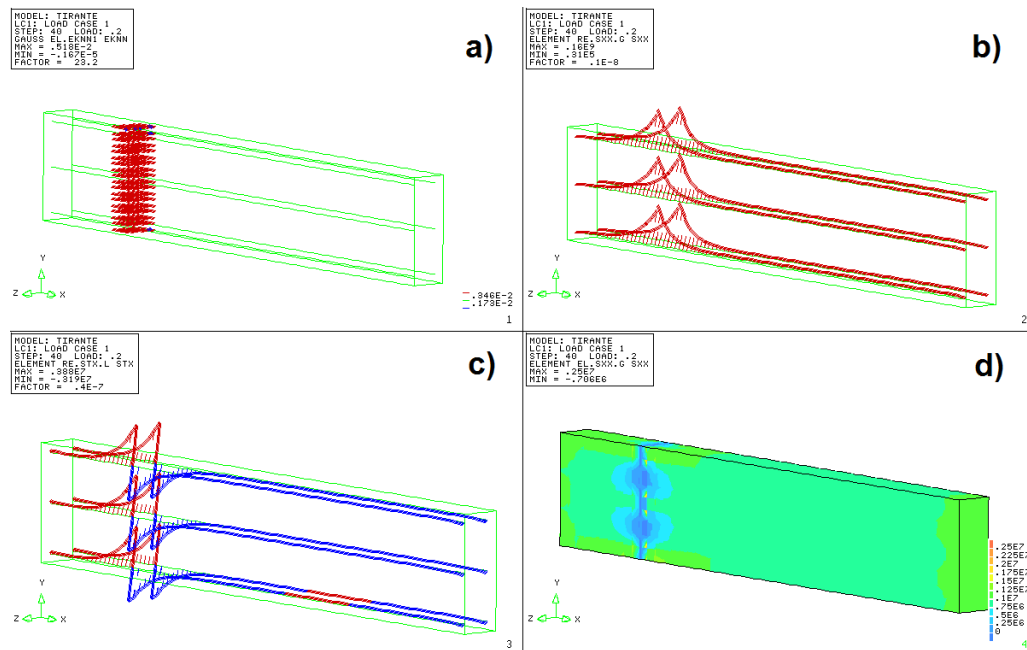 MODEL: TIRANTE
LC1: LOAD CASE 1
STEP: 40 LOAD: .2
GAUSS EL.EKNN1 EKNN
MAX = .518E-2
MIN = -.167E-5
FACTOR = 23.2
a)
Y
Z X
.346E-2
.173E-2
1
MODEL: TIRANTE
LC1: LOAD CASE 1
STEP: 40 LOAD: .2
ELEMENT RE.SXX.G SXX
MAX = .16E9
MIN = .31E5
FACTOR = .1E-8
b)
Y
Z X
2
MODEL: TIRANTE
LC1: LOAD CASE 1
STEP: 40 LOAD: .2
ELEMENT RE.STX.L STX
MAX = .388E7
MIN = -.319E7
FACTOR = .4E-7
c)
Y
Z X
3
MODEL: TIRANTE
LC1: LOAD CASE 1
STEP: 40 LOAD: .2
ELEMENT EL.SXX.G SXX
MAX = .25E7
MIN = -.706E6
d)
Y
Z X
.25E7
.225E7
.2E7
.175E7
.15E7
.125E7
.1E7
.75E6
.5E6
.25E6
0
4